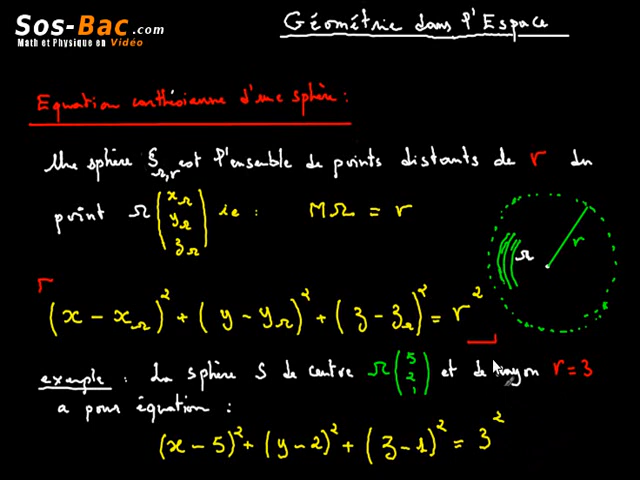 Sos-Bac.com
Math et Physique en Vidéo
Géométrie dans l'Espace
Equation carthésienne d'une sphère :
Une sphère S_Ω,r est l'ensemble de points distants de r du
point Ω (x_Ω y_Ω z_Ω) ie : MΩ = r
r
Ω
(x - x_Ω)² + (y - y_Ω)² + (z - z_Ω)² = r²
exemple : La sphère S de centre Ω (5 2 1) et de rayon r = 3
a pour équation :
(x - 5)² + (y - 2)² + (z - 1)² = 3²